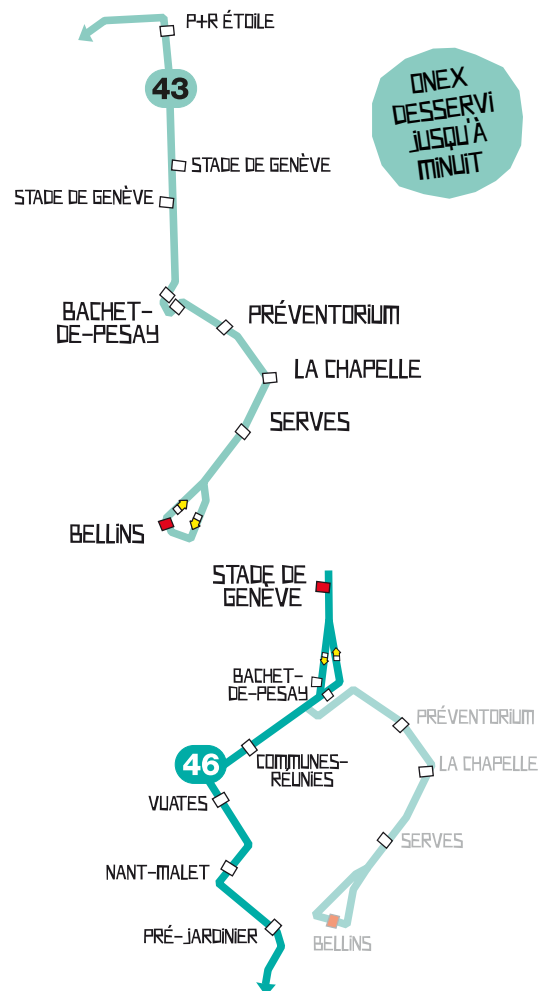 P+R ÉTOILE
43
ONEX
DESSERVI
JUSQU'À
MINUIT
STADE DE GENÈVE
STADE DE GENÈVE
BACHET-
DE-PESAY
PRÉVENTORIUM
LA CHAPELLE
SERVES
BELLINS
STADE DE
GENÈVE
BACHET-
DE-PESAY
PRÉVENTORIUM
COMMUNES-
RÉUNIES
LA CHAPELLE
46
VUATES
SERVES
NANT-MALET
PRÉ-JARDINIER
BELLINS